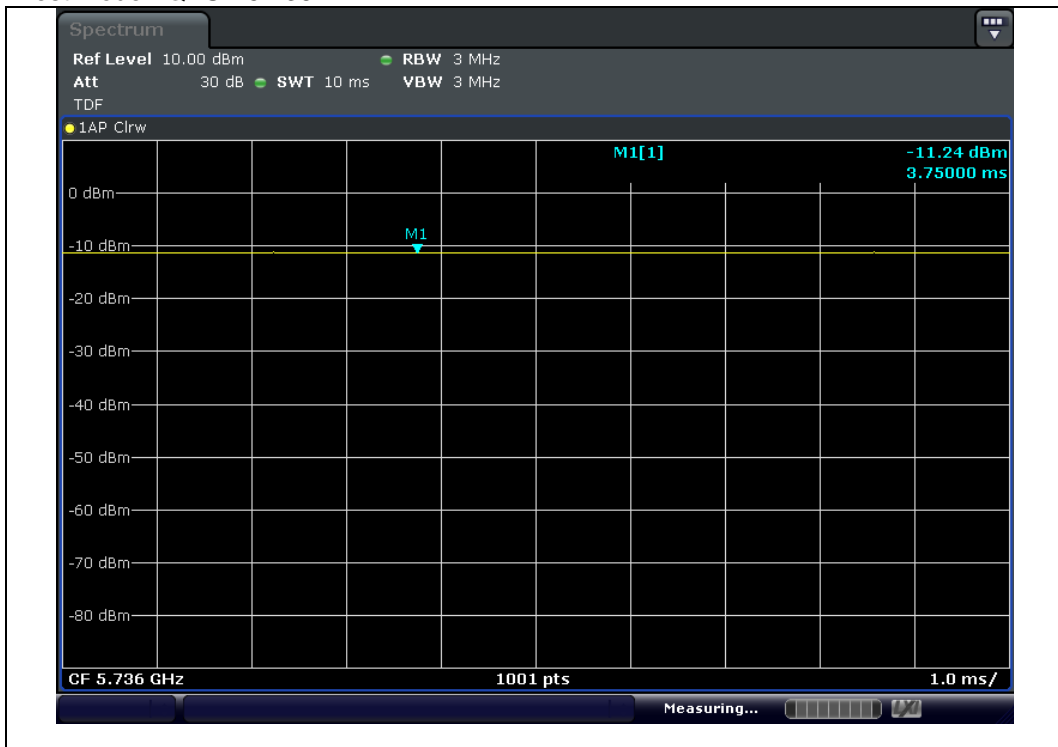 Spectrum
Ref Level 10.00 dBm RBW 3 MHz
Att 30 dB SWT 10 ms VBW 3 MHz
TDF
1AP Clrw
M1[1] -11.24 dBm
3.75000 ms
0 dBm
M1
-10 dBm
-20 dBm
-30 dBm
-40 dBm
-50 dBm
-60 dBm
-70 dBm
-80 dBm
CF 5.736 GHz 1001 pts 1.0 ms/
Measuring... LXI